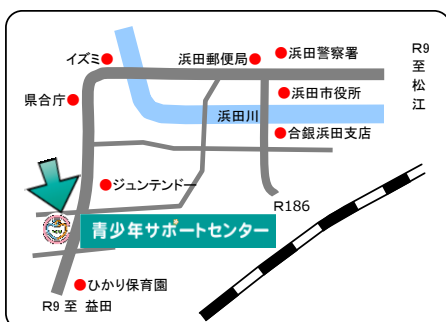 イズミ
浜田郵便局
浜田警察署
R9
至
松
江
県合庁
浜田市役所
浜田川
合銀浜田支店
ジュンテンドー
R186
青少年サポートセンター
ひかり保育園
R9 至 益田